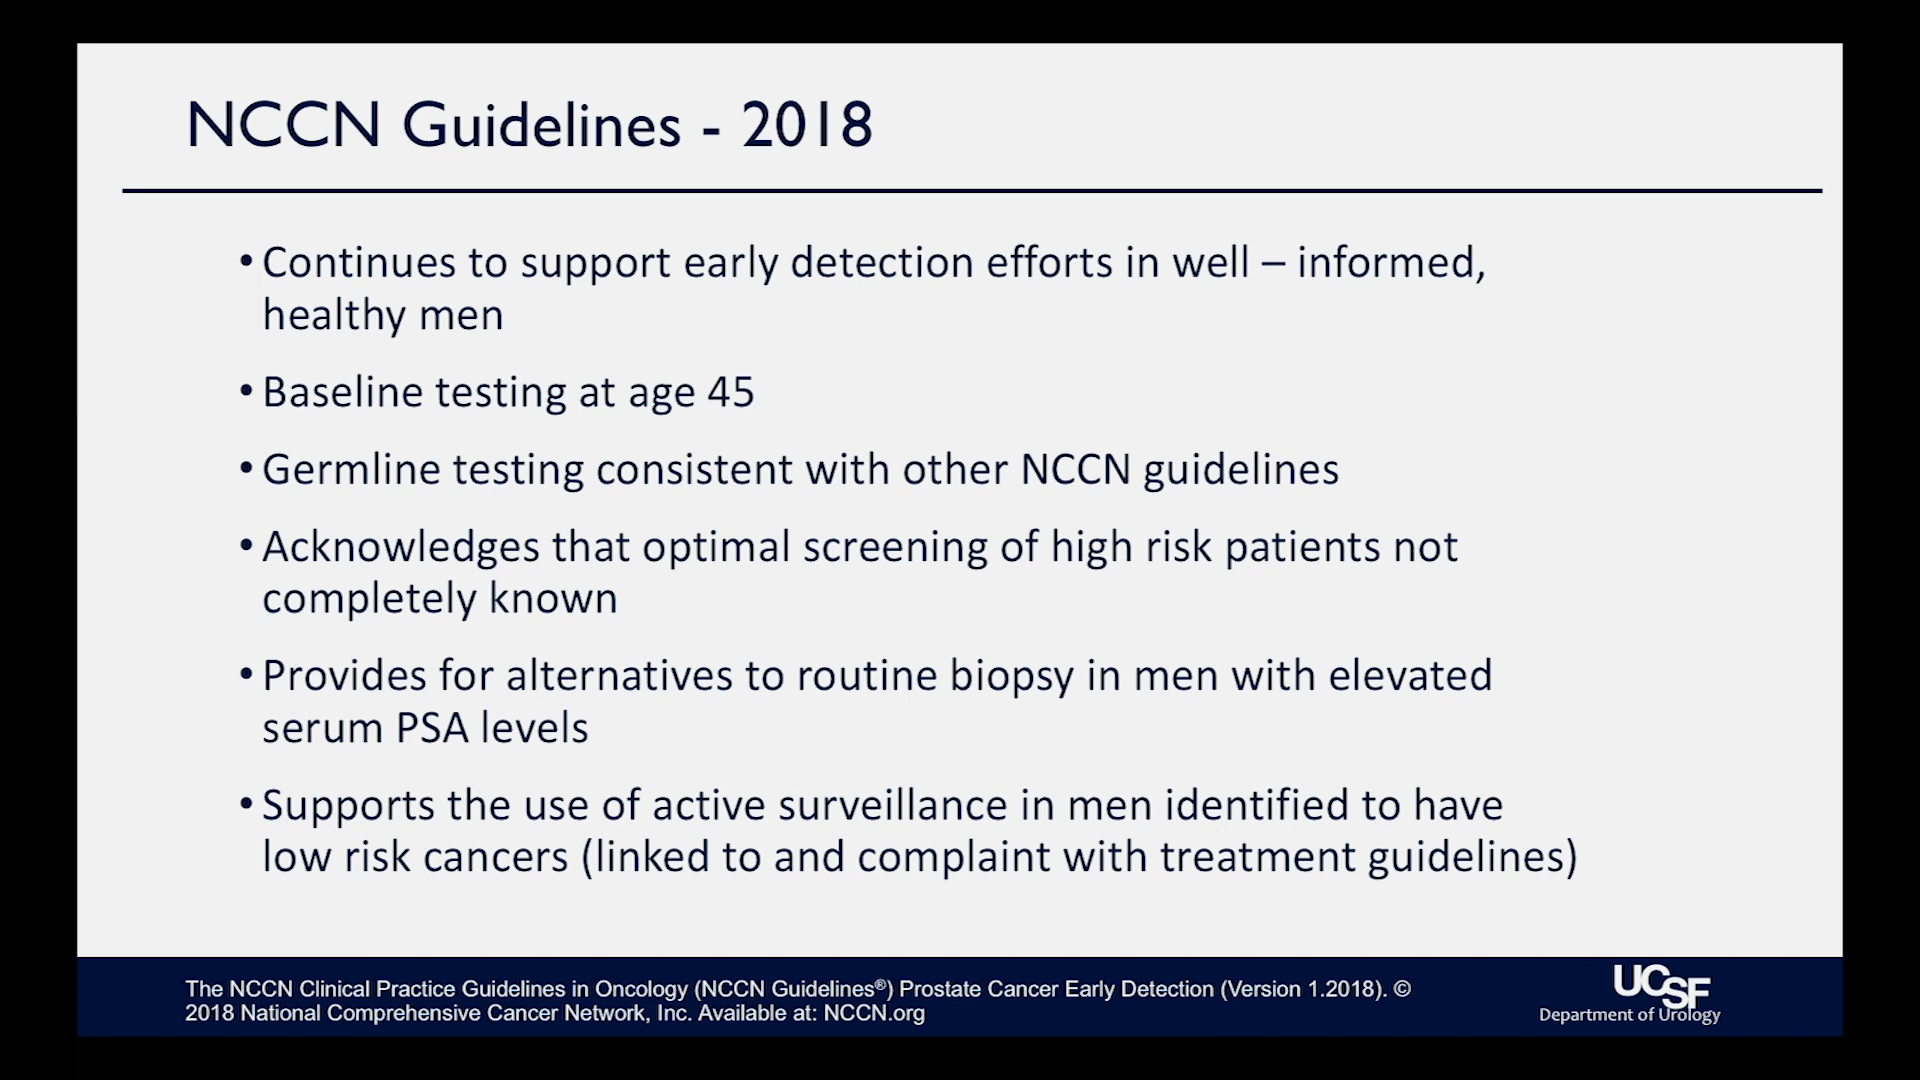 NCCN Guidelines - 2018
• Continues to support early detection efforts in well – informed,
healthy men
• Baseline testing at age 45
• Germline testing consistent with other NCCN guidelines
• Acknowledges that optimal screening of high risk patients not
completely known
• Provides for alternatives to routine biopsy in men with elevated
serum PSA levels
• Supports the use of active surveillance in men identified to have
low risk cancers (linked to and complaint with treatment guidelines)
The NCCN Clinical Practice Guidelines in Oncology (NCCN Guidelines®) Prostate Cancer Early Detection (Version 1.2018). ©
2018 National Comprehensive Cancer Network, Inc. Available at: NCCN.org
UCSF
Department of Urology